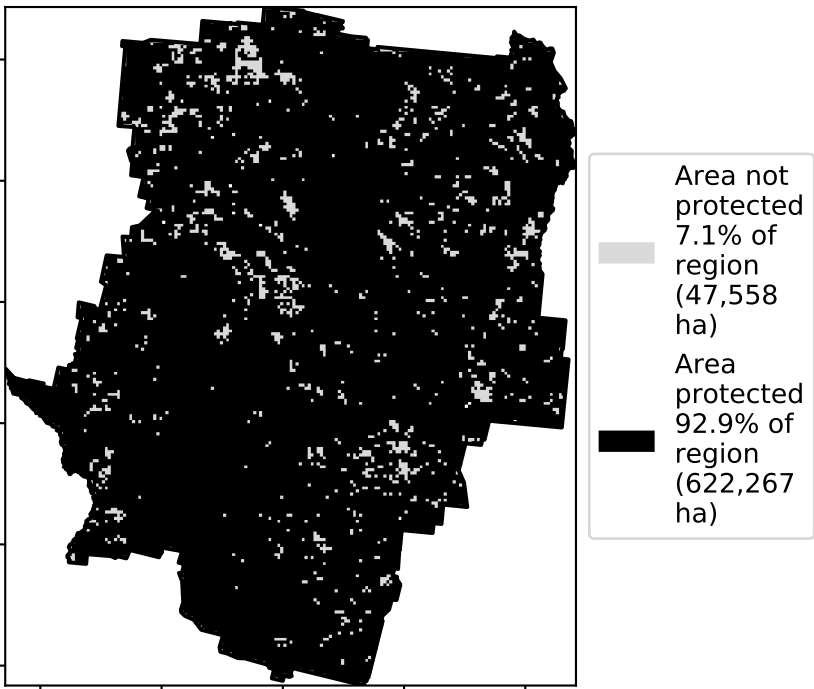 Area not
protected
7.1% of
region
(47,558
ha)
Area
protected
92.9% of
region
(622,267
ha)